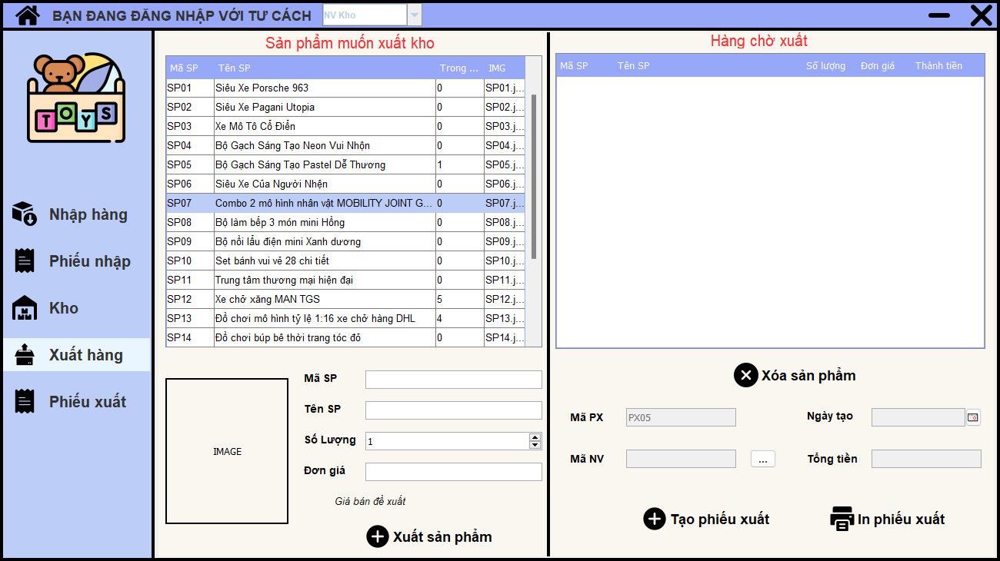 BẠN ĐANG ĐĂNG NHẬP VỚI TƯ CÁCH NV Kho
TOYS
Nhập hàng
Phiếu nhập
Kho
Xuất hàng
Phiếu xuất
Sản phẩm muốn xuất kho
Mã SP Tên SP Trong ... IMG
SP01 Siêu Xe Porsche 963 0 SP01.j...
SP02 Siêu Xe Pagani Utopia 0 SP02.j...
SP03 Xe Mô Tô Cổ Điển 0 SP03.j...
SP04 Bộ Gạch Sáng Tạo Neon Vui Nhộn 0 SP04.j...
SP05 Bộ Gạch Sáng Tạo Pastel Dễ Thương 1 SP05.j...
SP06 Siêu Xe Của Người Nhện 0 SP06.j...
SP07 Combo 2 mô hình nhân vật MOBILITY JOINT G... 0 SP07.j...
SP08 Bộ làm bếp 3 món mini Hồng 0 SP08.j...
SP09 Bộ nồi lẩu điện mini Xanh dương 0 SP09.j...
SP10 Set bánh vui vẻ 28 chi tiết 0 SP10.j...
SP11 Trung tâm thương mại hiện đại 0 SP11.j...
SP12 Xe chở xăng MAN TGS 5 SP12.j...
SP13 Đồ chơi mô hình tỷ lệ 1:16 xe chở hàng DHL 4 SP13.j...
SP14 Đồ chơi búp bê thời trang tóc đỏ 0 SP14.j...
IMAGE
Mã SP
Tên SP
Số Lượng 1
Đơn giá
Giá bán đề xuất
Xuất sản phẩm
Hàng chờ xuất
Mã SP Tên SP Số lượng Đơn giá Thành tiền
Xóa sản phẩm
Mã PX PX05 Ngày tạo
Mã NV ... Tổng tiền
Tạo phiếu xuất In phiếu xuất